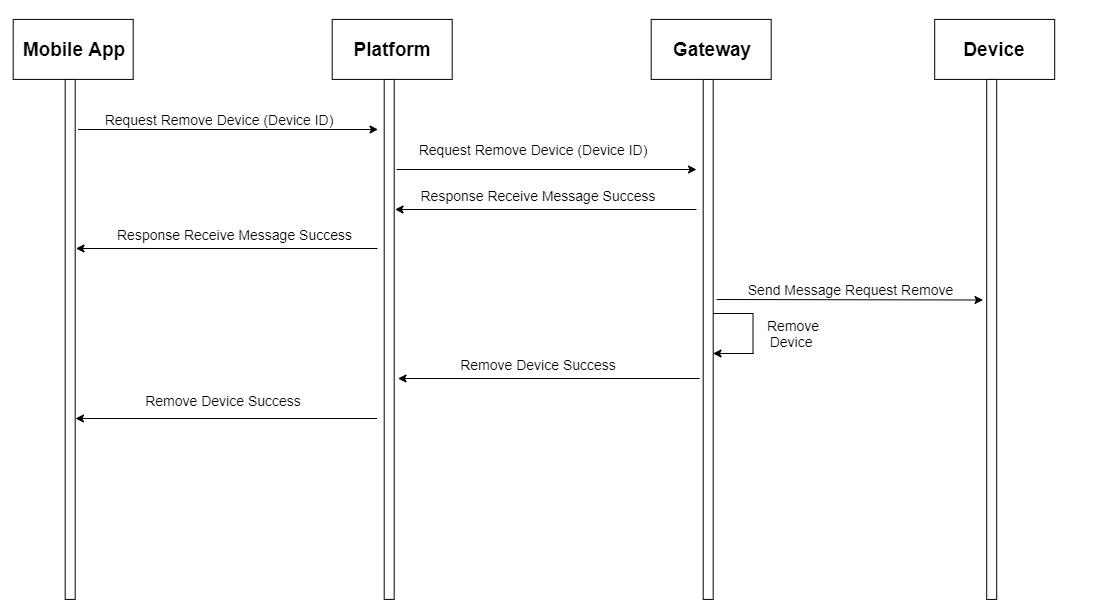 Mobile App
Platform
Gateway
Device
Request Remove Device (Device ID)
Request Remove Device (Device ID)
Response Receive Message Success
Response Receive Message Success
Send Message Request Remove
Remove
Device
Remove Device Success
Remove Device Success